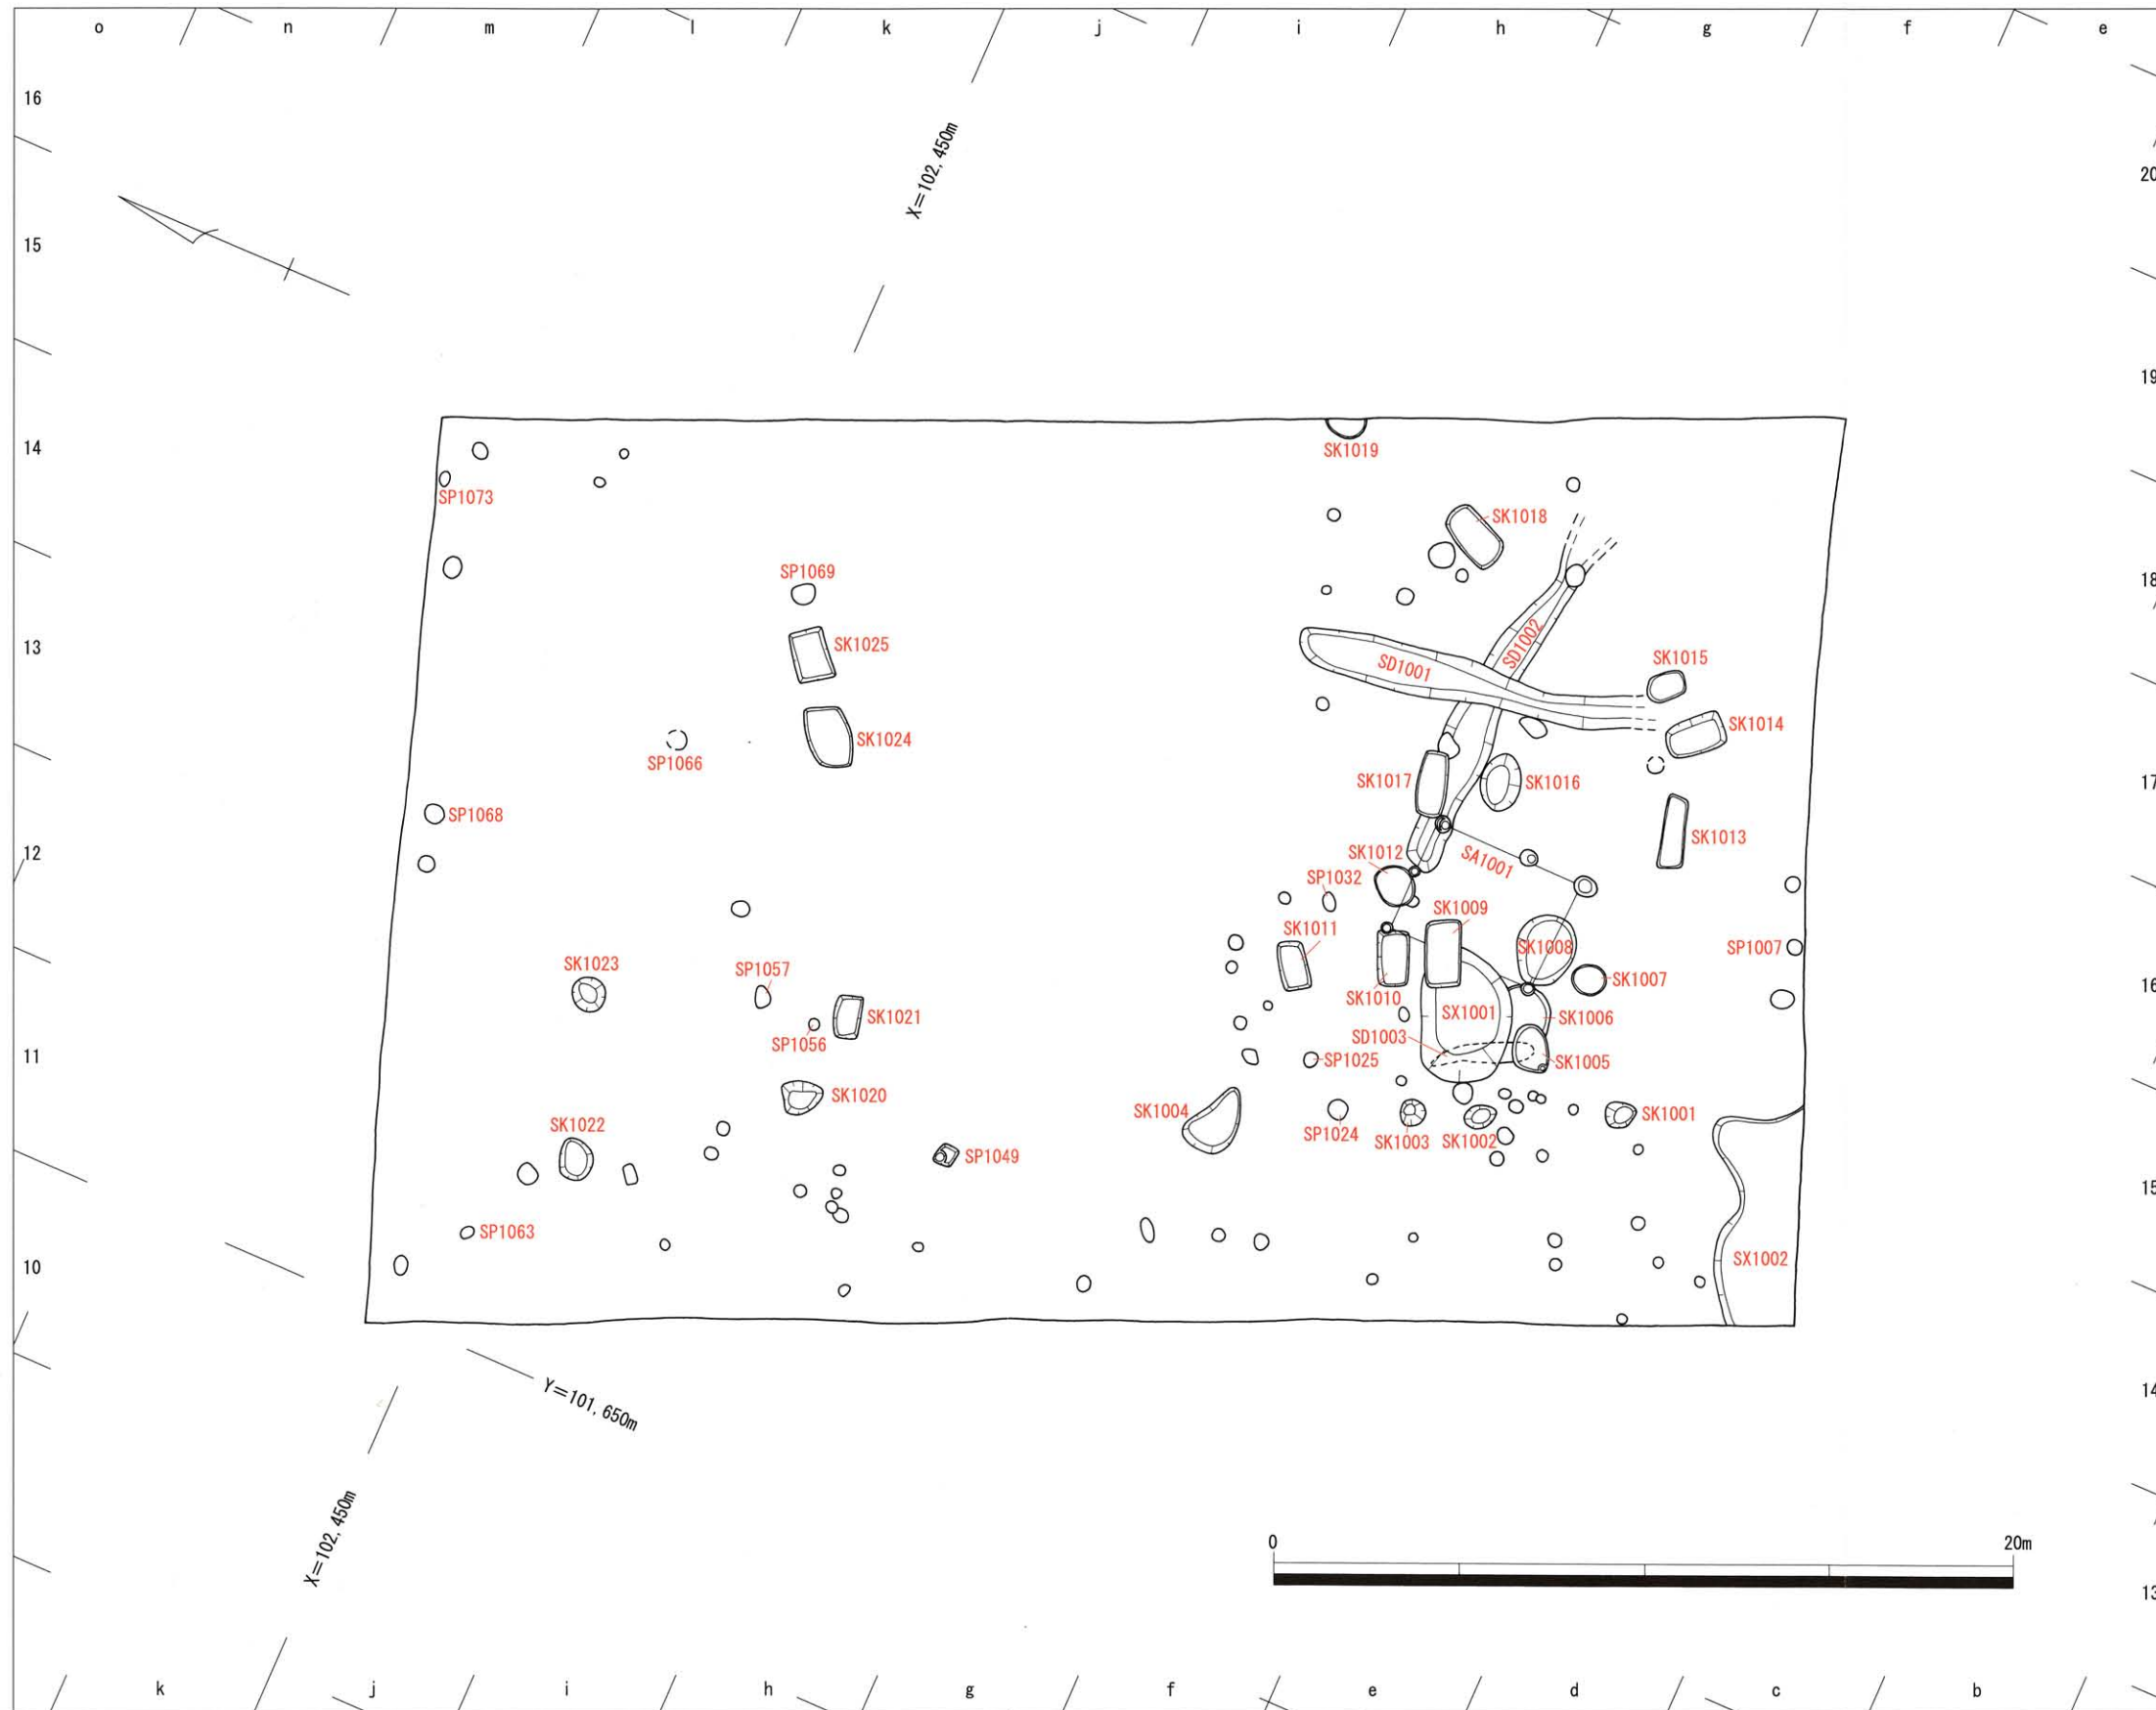 o n m l k j i h g f e
16
X=102,450m
20
15
19
14
SK1019
SP1073
SK1018
SP1069
18
13
SK1025
SD1002
SK1015
SD1001
SK1014
SK1024
SP1066
SK1017
SK1016
17
SP1068
SK1013
12
SK1012
SA1001
SP1032
SK1009
SK1011
SK1008
SP1007
SK1023
SP1057
SK1007
16
SK1010
SX1001
SK1021
SK1006
SD1003
SP1056
11
SP1025
SK1005
SK1020
SK1004
SK1001
SK1022
SP1024
SK1003
SK1002
SP1049
15
SP1063
10
SX1002
14
Y=101,650m
X=102,450m
0 20m
13
k j i h g f e d c b